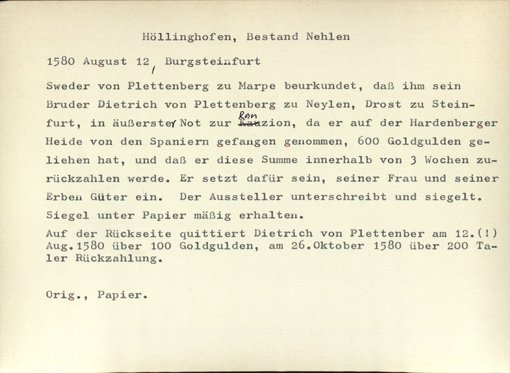 Höllinghofen, Bestand Nehlen
1580 August 12, Burgsteinfurt
Sweder von Plettenberg zu Marpe beurkundet, daß ihm sein
Bruder Dietrich von Plettenberg zu Neylen, Drost zu Stein-
furt, in äußerster Not zur Ranzion, da er auf der Hardenberger
Heide von den Spaniern gefangen genommen, 600 Goldgulden ge-
liehen hat, und daß er diese Summe innerhalb von 3 Wochen zu-
rückzahlen werde. Er setzt dafür sein, seiner Frau und seiner
Erben Güter ein. Der Aussteller unterschreibt und siegelt.
Siegel unter Papier mäßig erhalten.
Auf der Rückseite quittiert Dietrich von Plettenber am 12.(!)
Aug.1580 über 100 Goldgulden, am 26.Oktober 1580 über 200 Ta-
ler Rückzahlung.
Orig., Papier.